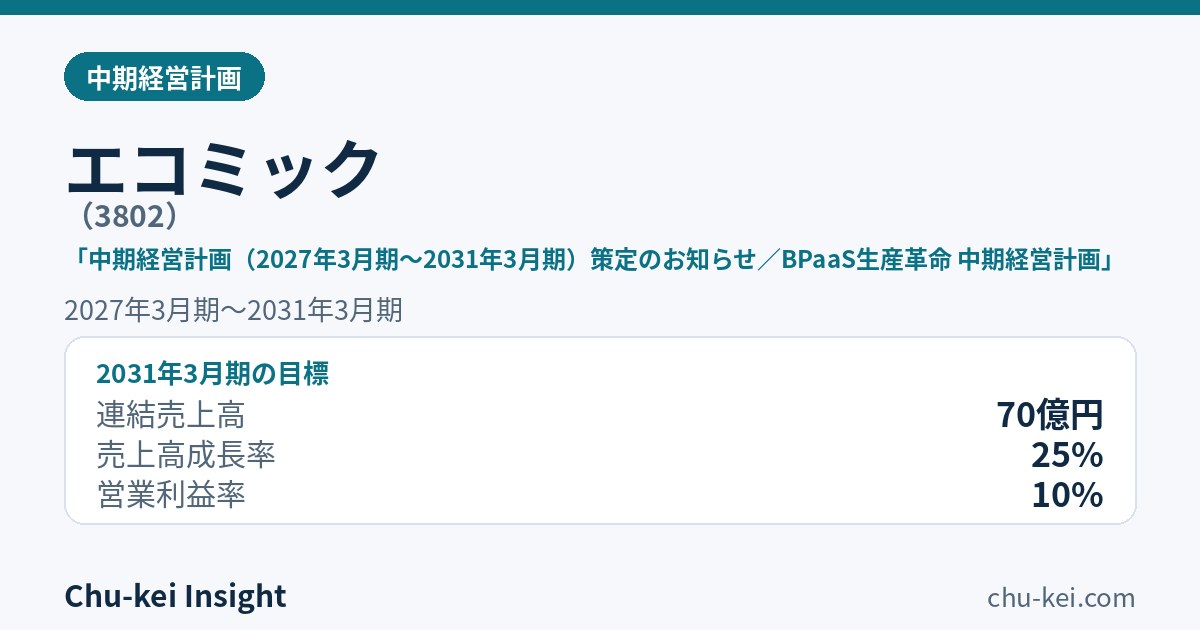 中期経営計画
エコミック
（3802）
「中期経営計画（2027年3月期～2031年3月期）策定のお知らせ／BPaaS生産革命 中期経営計画」
2027年3月期～2031年3月期
2031年3月期の目標
連結売上高 70億円
売上高成長率 25%
営業利益率 10%
Chu-kei Insight chu-kei.com